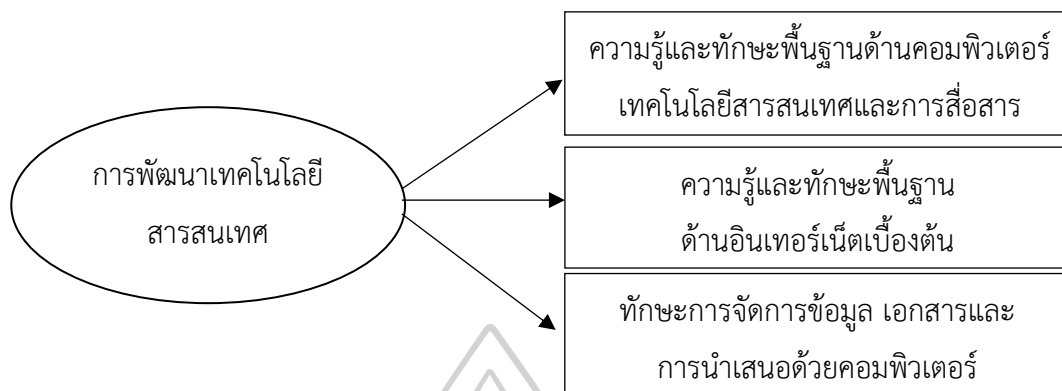 ความรู้และทักษะพื้นฐานด้านคอมพิวเตอร์
เทคโนโลยีสารสนเทศและการสื่อสาร
การพัฒนาเทคโนโลยี
สารสนเทศ
ความรู้และทักษะพื้นฐาน
ด้านอินเทอร์เน็ตเบื้องต้น
ทักษะการจัดการข้อมูล เอกสารและ
การนำเสนอด้วยคอมพิวเตอร์